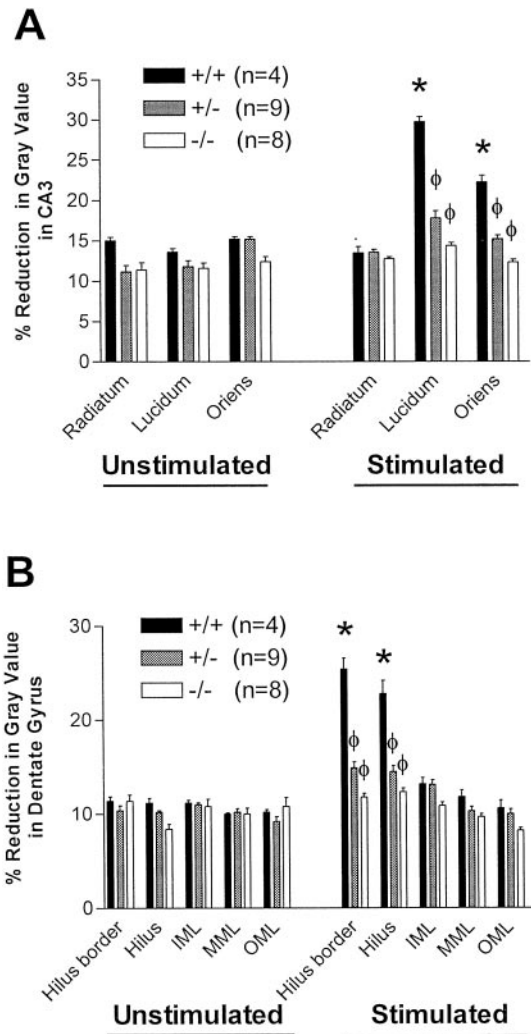 A
% Reduction in Gray Value
in CA3
35
30
25
20
15
10
5
0
+/+ (n=4)
+/- (n=9)
-/- (n=8)
*
*
ϕ
ϕ
ϕ
ϕ
Radiatum
Lucidum
Oriens
Radiatum
Lucidum
Oriens
Unstimulated
Stimulated
B
% Reduction in Gray Value
in Dentate Gyrus
30
20
10
0
+/+ (n=4)
+/- (n=9)
-/- (n=8)
*
*
ϕ
ϕ
ϕ
ϕ
Hilus border
Hilus
IML
MML
OML
Hilus border
Hilus
IML
MML
OML
Unstimulated
Stimulated